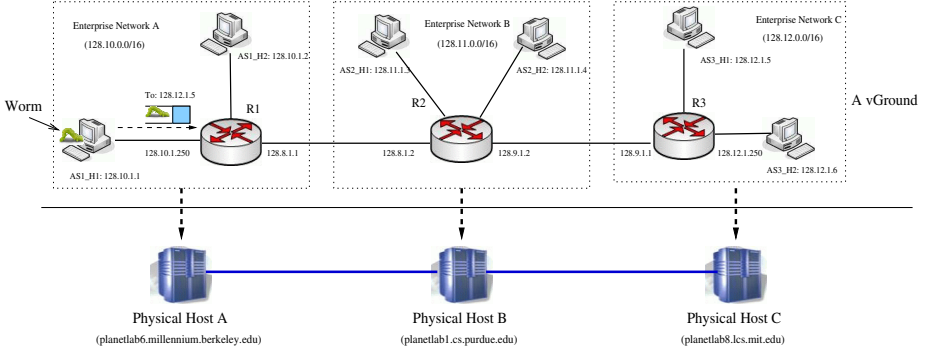 Enterprise Network A
(128.10.0.0/16)
AS1_H2: 128.10.1.2
Enterprise Network B
(128.11.0.0/16)
AS2_H1: 128.11.1.3
AS2_H2: 128.11.1.4
Enterprise Network C
(128.12.0.0/16)
AS3_H1: 128.12.1.5
Worm
To: 128.12.1.5
R1
R2
R3
A vGround
128.10.1.250
128.8.1.1
128.8.1.2
128.9.1.2
128.9.1.1
128.12.1.250
AS1_H1: 128.10.1.1
AS3_H2: 128.12.1.6
Physical Host A
(planetlab6.millennium.berkeley.edu)
Physical Host B
(planetlab1.cs.purdue.edu)
Physical Host C
(planetlab8.lcs.mit.edu)